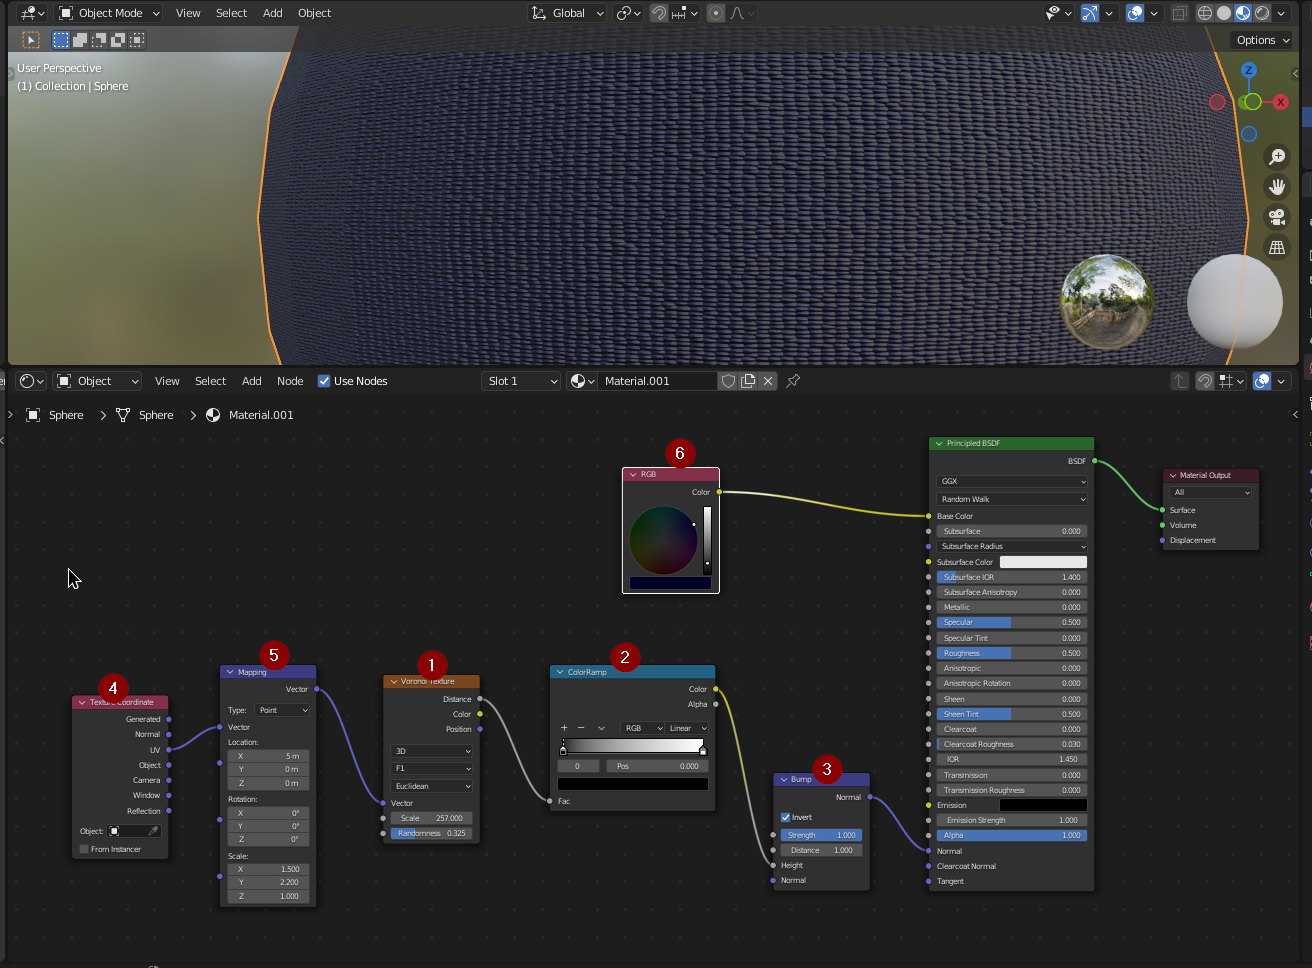 Object Mode View Select Add Object Global
Options
User Perspective
(1) Collection | Sphere
Z
X
Object View Select Add Node Use Nodes Slot 1 Material.001
Sphere > Sphere > Material.001
6
RGB
Color
Principled BSDF
BSDF
GGX
Random Walk
Base Color
Subsurface 0.000
Subsurface Radius
Subsurface Color
Subsurface IOR 1.400
Subsurface Anisotropy 0.000
Metallic 0.000
Specular 0.500
Specular Tint 0.000
Roughness 0.500
Anisotropic 0.000
Anisotropic Rotation 0.000
Sheen 0.000
Sheen Tint 0.500
Clearcoat 0.000
Clearcoat Roughness 0.030
IOR 1.450
Transmission 0.000
Transmission Roughness 0.000
Emission
Emission Strength 1.000
Alpha 1.000
Normal
Clearcoat Normal
Tangent
Material Output
All
Surface
Volume
Displacement
4
Texture Coordinate
Generated
Normal
UV
Object
Camera
Window
Reflection
Object:
From Instancer
5
Mapping
Vector
Type: Point
Vector
Location:
X 5 m
Y 0 m
Z 0 m
Rotation:
X 0°
Y 0°
Z 0°
Scale:
X 1.500
Y 2.200
Z 1.000
1
Voronoi Texture
Distance
Color
Position
3D
F1
Euclidean
Vector
Scale 257.000
Randomness 0.325
2
ColorRamp
Color
Alpha
+ − RGB Linear
0 Pos 0.000
Fac
3
Bump
Normal
Invert
Strength 1.000
Distance 1.000
Height
Normal